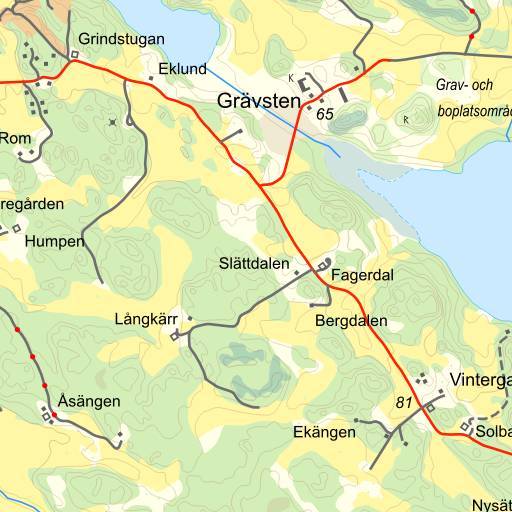 Grindstugan
Eklund
K
Grävsten
65
Grav- och
boplatsområd
R
Rom
regården
Humpen
Slättdalen
Fagerdal
Långkärr
Bergdalen
Åsängen
Vinterga
81
Ekängen
Solba
Nysät